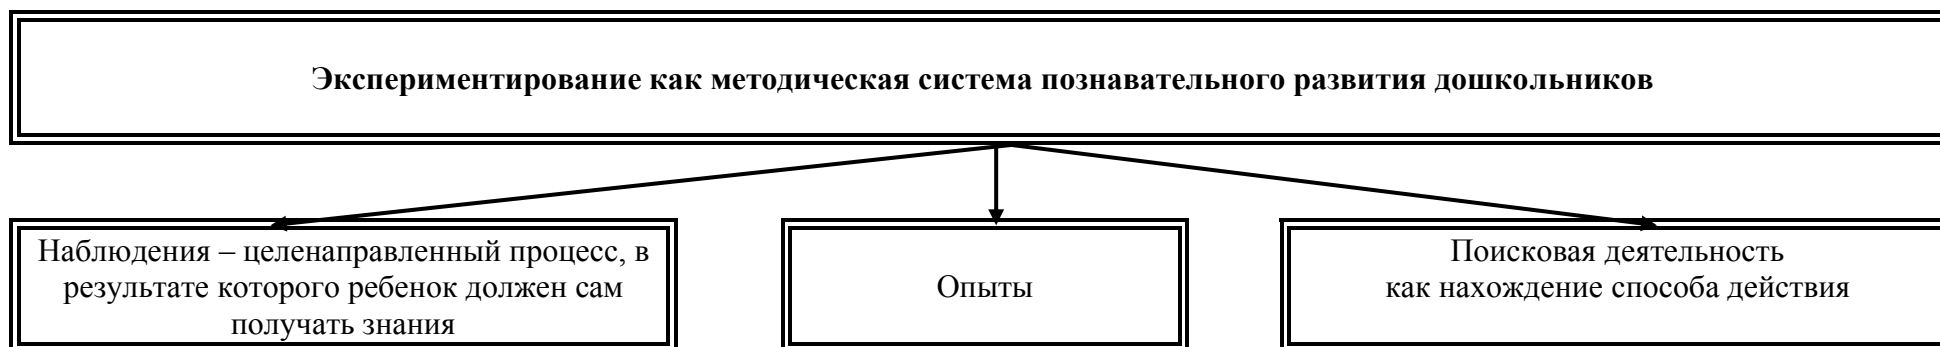 Экспериментирование как методическая система познавательного развития дошкольников
Наблюдения – целенаправленный процесс, в
результате которого ребенок должен сам
получать знания
Опыты
Поисковая деятельность
как нахождение способа действия